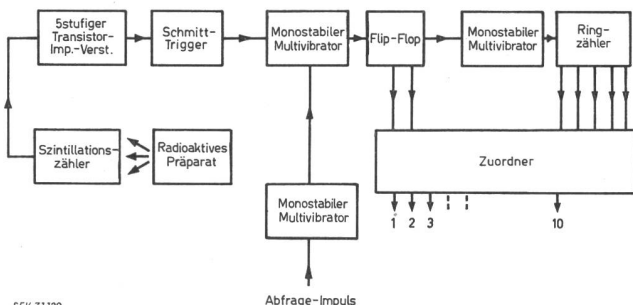 5stufiger
Transistor-
Imp.-Verst.
Schmitt-
Trigger
Monostabiler
Multivibrator
Flip-Flop
Monostabiler
Multivibrator
Ring-
zähler
Szintillations-
zähler
Radioaktives
Präparat
Zuordner
Monostabiler
Multivibrator
1 2 3 10
Abfrage-Impuls